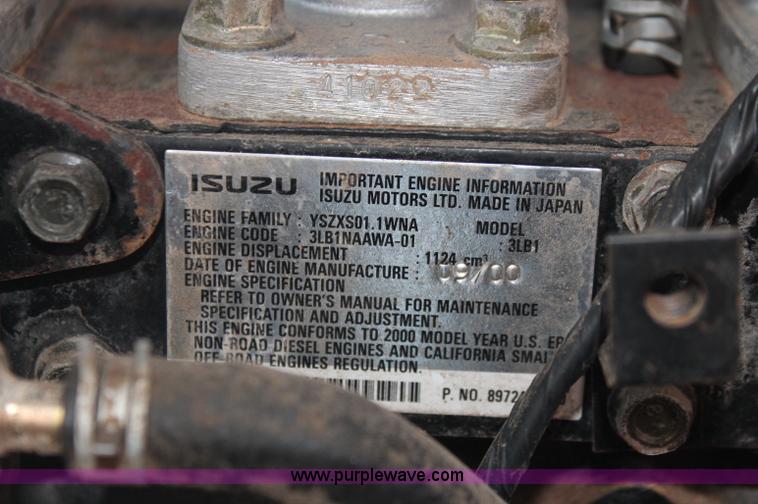 ISUZU IMPORTANT ENGINE INFORMATION
ISUZU MOTORS LTD. MADE IN JAPAN
ENGINE FAMILY : YSZXS01.1WNA MODEL
ENGINE CODE : 3LB1NAAWA-01 : 3LB1
ENGINE DISPLACEMENT : 1124 cm³
DATE OF ENGINE MANUFACTURE : 09/00
ENGINE SPECIFICATION
REFER TO OWNER'S MANUAL FOR MAINTENANCE
SPECIFICATION AND ADJUSTMENT.
THIS ENGINE CONFORMS TO 2000 MODEL YEAR U.S. EP
NON-ROAD DIESEL ENGINES AND CALIFORNIA SMAL
OFF-ROAD ENGINES REGULATION.
P. NO. 8972
www.purplewave.com